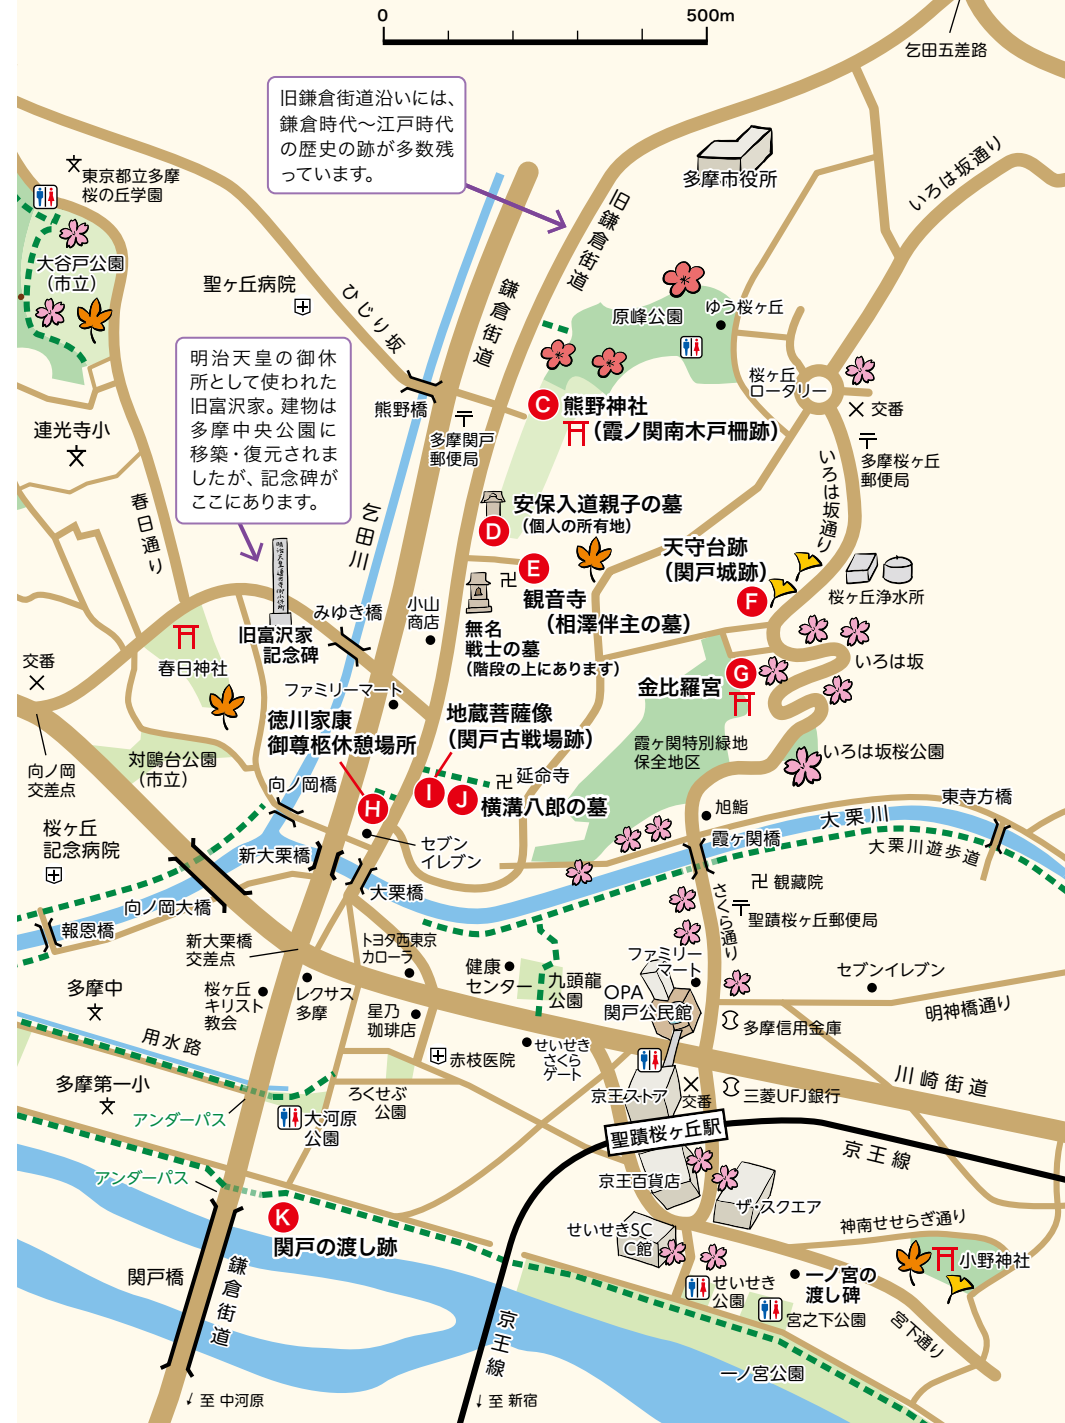 0
500m
乞田五差路
旧鎌倉街道沿いには、
鎌倉時代〜江戸時代
の歴史の跡が多数残
っています。
多摩市役所
いろは坂通り
東京都立多摩
桜の丘学園
旧鎌倉街道
大谷戸公園
（市立）
聖ヶ丘病院
ひじり坂
鎌倉街道
原峰公園
ゆう桜ヶ丘
明治天皇の御休
所として使われた
旧富沢家。建物は
多摩中央公園に
移築・復元されま
したが、記念碑が
ここにあります。
桜ヶ丘
ロータリー
交番
熊野橋
C
熊野神社
（霞ノ関南木戸柵跡）
連光寺小
多摩関戸
郵便局
多摩桜ヶ丘
郵便局
いろは坂通り
春日通り
乞田川
D
安保入道親子の墓
（個人の所有地）
天守台跡
（関戸城跡）
E
観音寺
（相澤伴主の墓）
F
桜ヶ丘浄水所
みゆき橋
小山
商店
旧富沢家
記念碑
無名
戦士の墓
（階段の上にあります）
交番
春日神社
いろは坂
G
金比羅宮
ファミリーマート
徳川家康
御尊柩休憩場所
地蔵菩薩像
（関戸古戦場跡）
霞ヶ関特別緑地
保全地区
いろは坂桜公園
向ノ岡
交差点
対鷗台公園
（市立）
向ノ岡橋
延命寺
H
I
J
横溝八郎の墓
旭鮨
東寺方橋
大栗川
桜ヶ丘
記念病院
新大栗橋
セブン
イレブン
霞ヶ関橋
大栗川遊歩道
大栗橋
観蔵院
向ノ岡大橋
さくら通り
聖蹟桜ヶ丘郵便局
報恩橋
新大栗橋
交差点
トヨタ西東京
カローラ
ファミリー
マート
健康
センター
九頭龍
公園
セブンイレブン
多摩中
桜ヶ丘
キリスト
教会
レクサス
多摩
星乃
珈琲店
OPA
関戸公民館
明神橋通り
多摩信用金庫
用水路
赤枝医院
せいせき
さくら
ゲート
多摩第一小
ろくせぶ
公園
川崎街道
京王ストア
交番
三菱UFJ銀行
アンダーパス
大河原
公園
聖蹟桜ヶ丘駅
京王線
アンダーパス
京王百貨店
ザ・スクエア
K
関戸の渡し跡
神南せせらぎ通り
せいせきSC
C館
小野神社
関戸橋
鎌倉街道
せいせき
公園
一ノ宮の
渡し碑
宮之下公園
宮下通り
京王線
一ノ宮公園
↓至 中河原
↓至 新宿